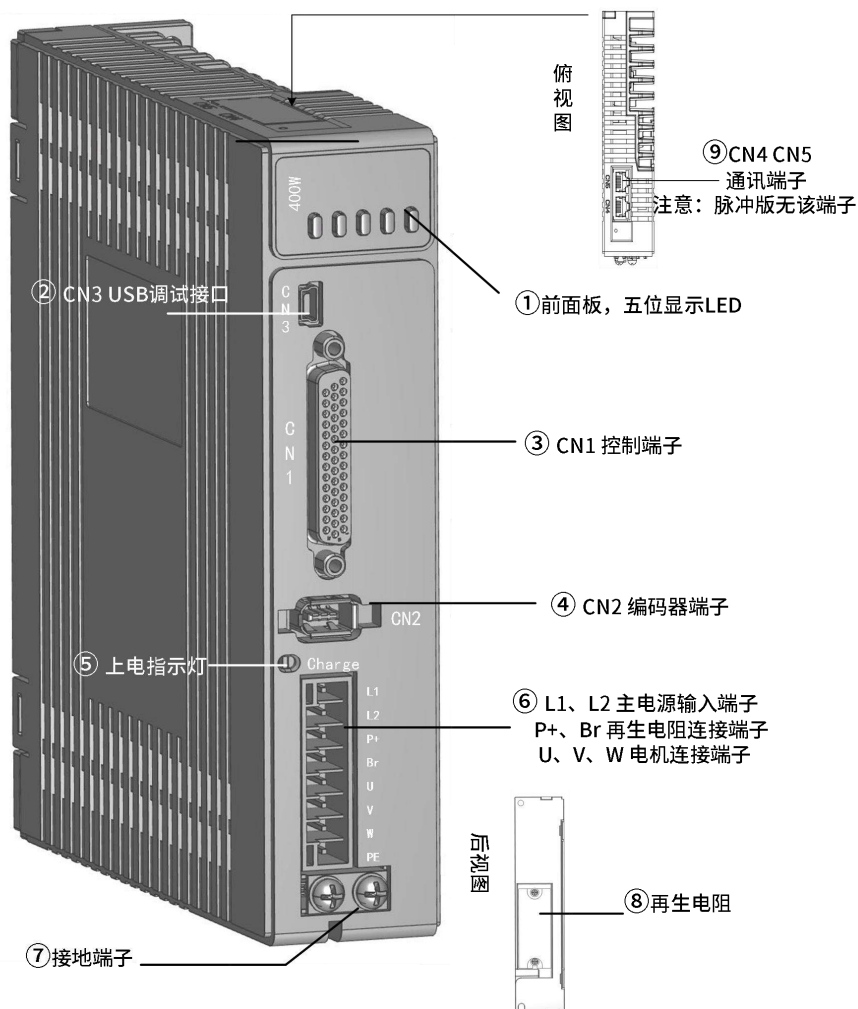 俯视图
⑨CN4 CN5
通讯端子
注意：脉冲版无该端子
CN5
CN4
400W
①前面板，五位显示LED
② CN3 USB调试接口
CN3
③ CN1 控制端子
CN1
④ CN2 编码器端子
CN2
⑤ 上电指示灯
Charge
⑥ L1、L2 主电源输入端子
P+、Br 再生电阻连接端子
U、V、W 电机连接端子
L1
L2
P+
Br
U
V
W
PE
后视图
⑧再生电阻
⑦接地端子